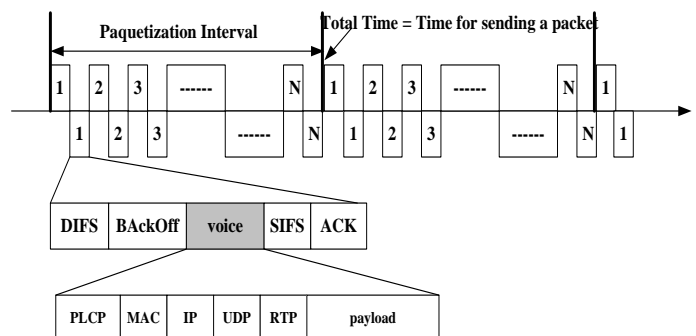 Paquetization Interval
Total Time = Time for sending a packet
1 2 3 ------ N 1 2 3 ------ N 1
1 2 3 ------ N 1 2 3 ------ N 1
DIFS BAckOff voice SIFS ACK
PLCP MAC IP UDP RTP payload